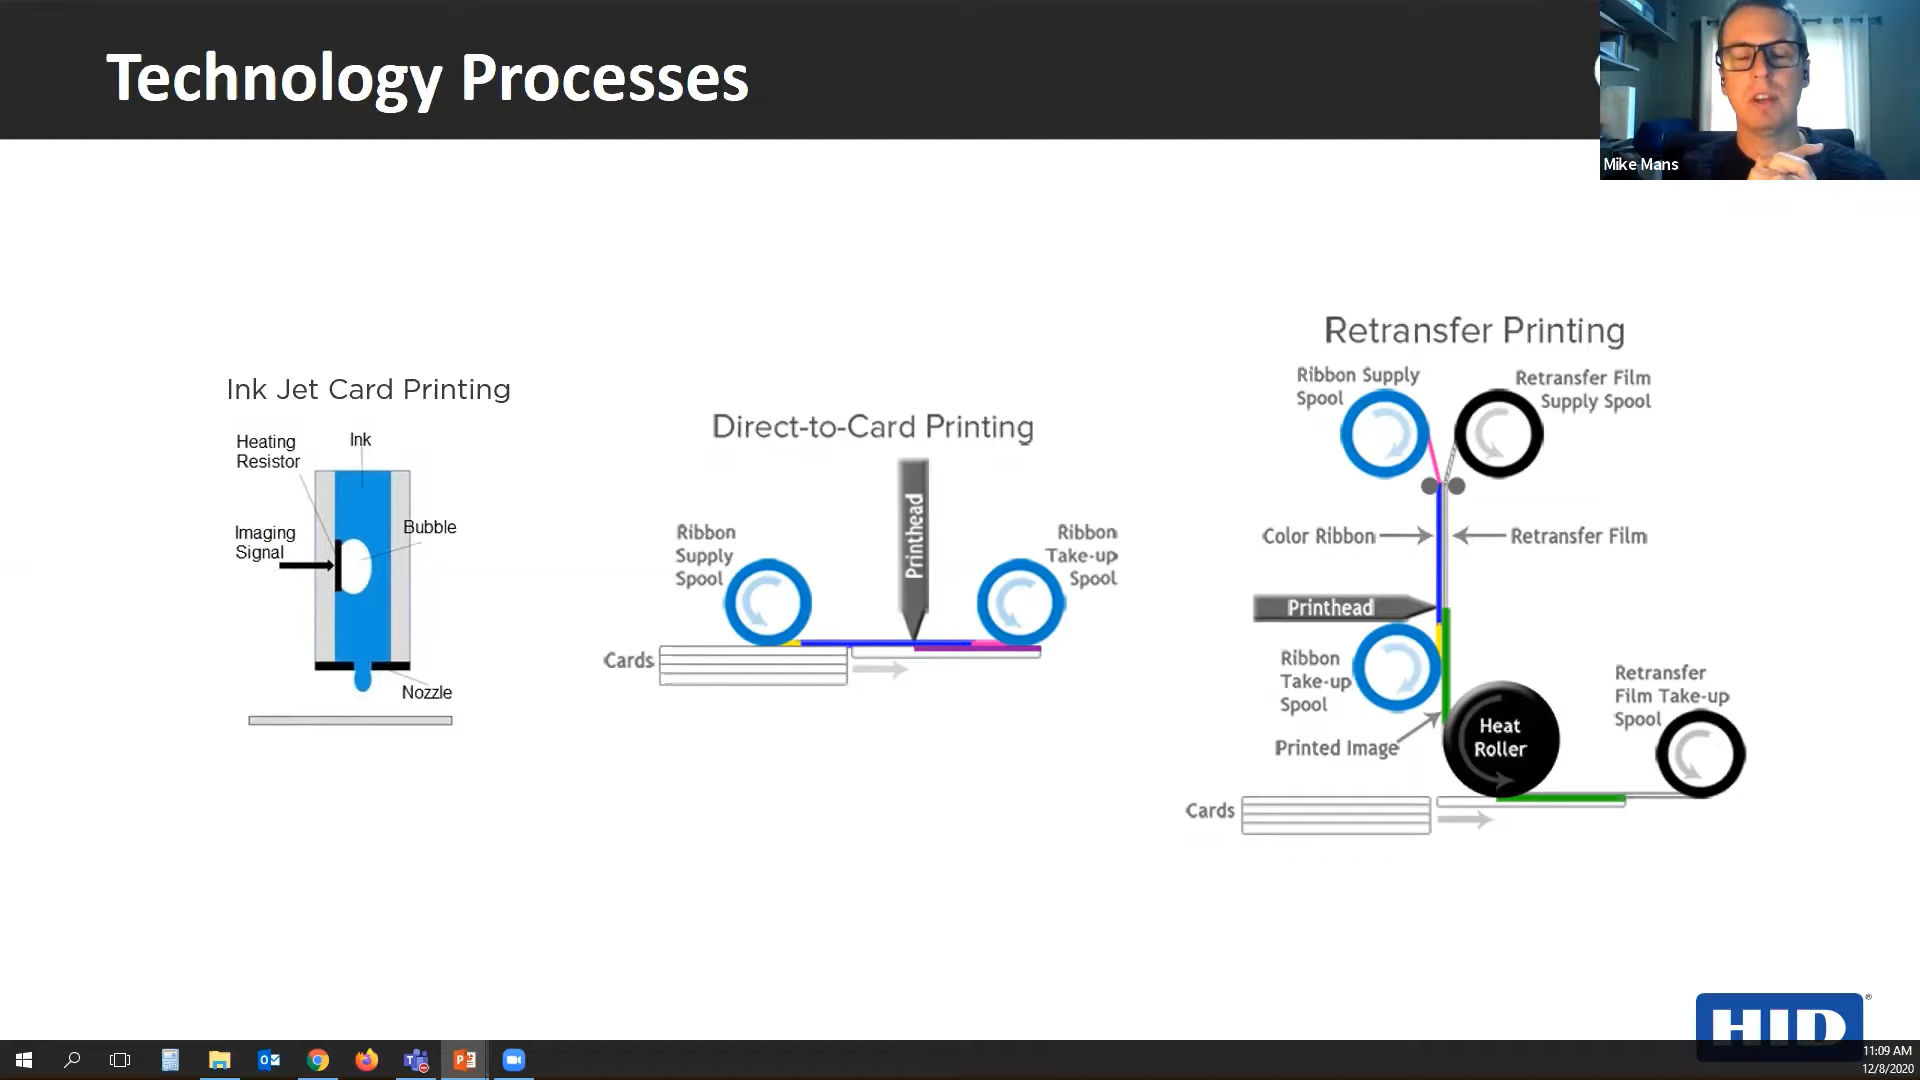 Technology Processes
Mike Mans
Ink Jet Card Printing
Heating
Resistor
Ink
Imaging
Signal
Bubble
Nozzle
Direct-to-Card Printing
Printhead
Ribbon
Supply
Spool
Ribbon
Take-up
Spool
Cards
Retransfer Printing
Ribbon Supply
Spool
Retransfer Film
Supply Spool
Color Ribbon
Retransfer Film
Printhead
Ribbon
Take-up
Spool
Printed Image
Heat
Roller
Retransfer
Film Take-up
Spool
Cards
HID
®
11:09 AM
12/8/2020